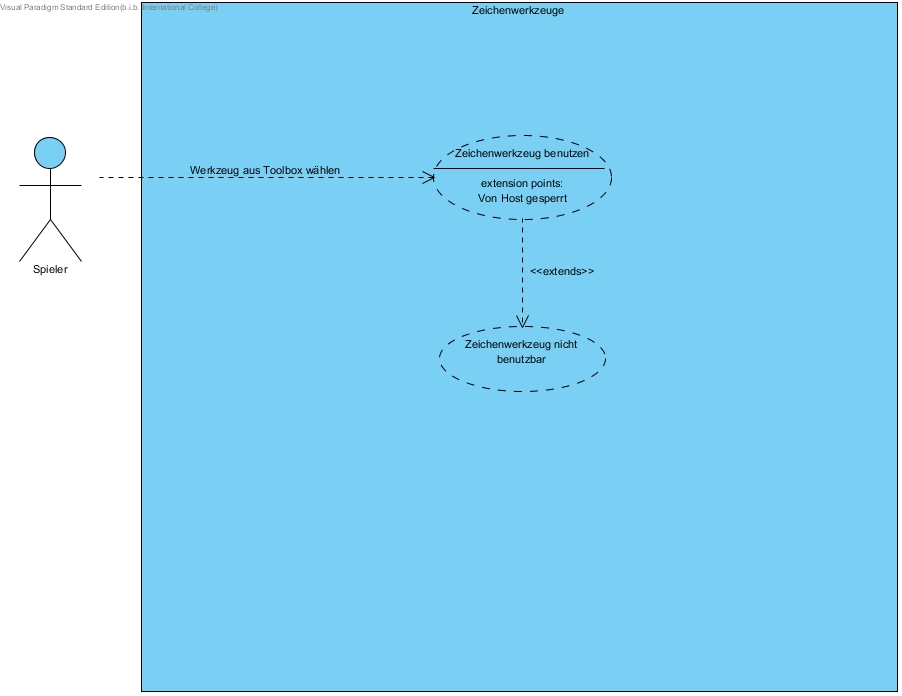 Visual Paradigm Standard Edition(b.i.b. International College)
Zeichenwerkzeuge
Zeichenwerkzeug benutzen
Werkzeug aus Toolbox wählen
extension points:
Von Host gesperrt
Spieler
<<extends>>
Zeichenwerkzeug nicht
benutzbar